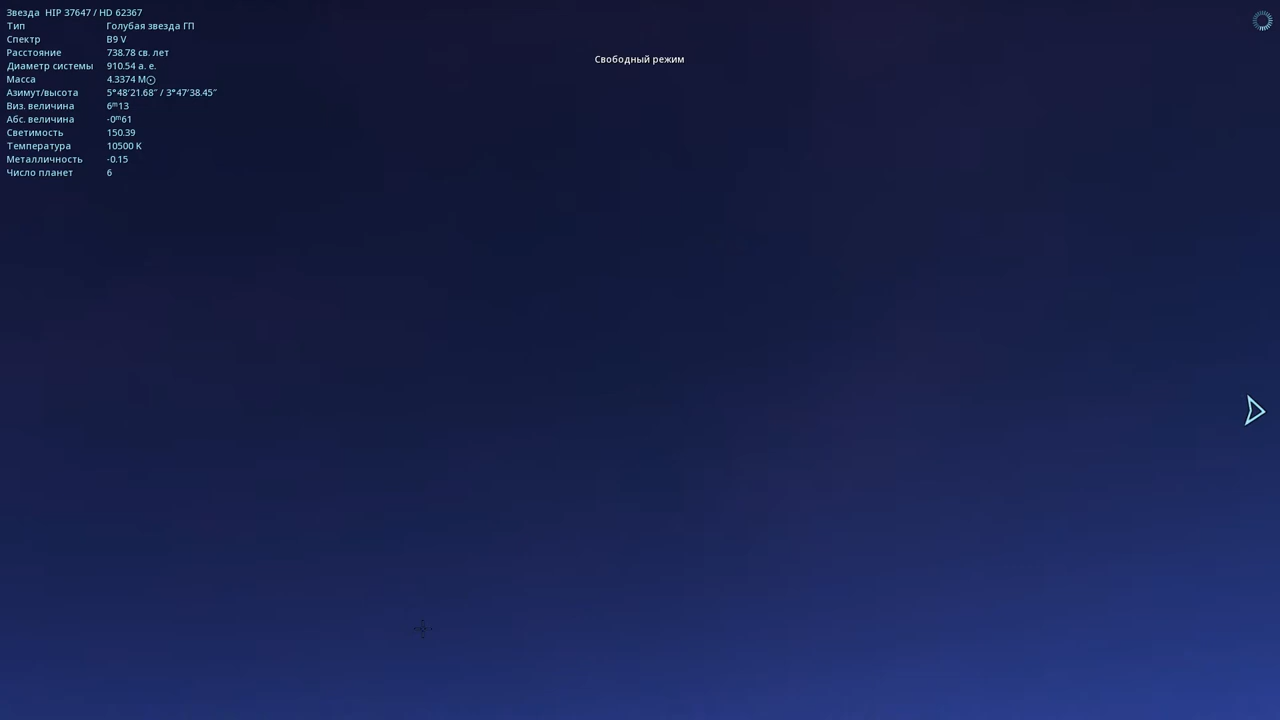 Звезда HIP 37647 / HD 62367
Тип Голубая звезда ГП
Спектр B9 V
Расстояние 738.78 св. лет
Диаметр системы 910.54 а. е.
Масса 4.3374 M☉
Азимут/высота 5°48′21.68″ / 3°47′38.45″
Виз. величина 6ᵐ13
Абс. величина -0ᵐ61
Светимость 150.39
Температура 10500 K
Металличность -0.15
Число планет 6
Свободный режим